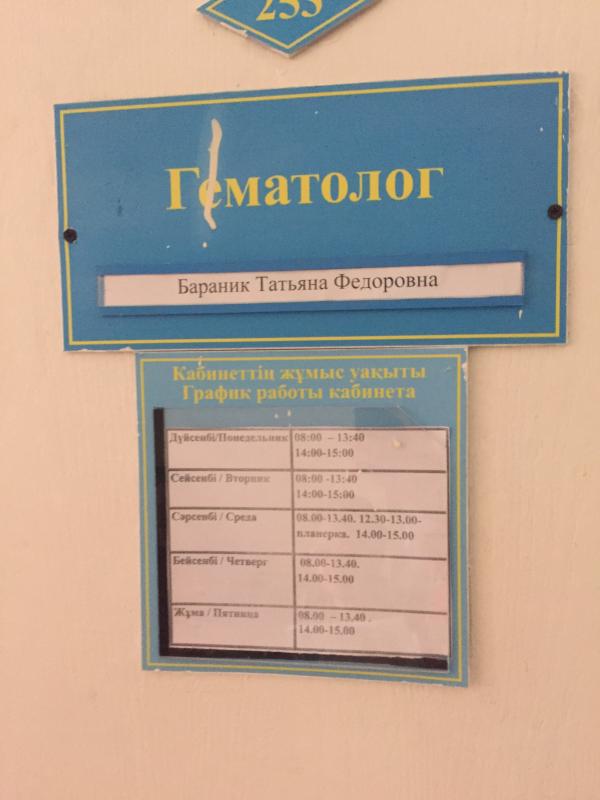 253
Гематолог
Бараник Татьяна Федоровна
Кабинеттің жұмыс уақыты
График работы кабинета
Дүйсенбі/Понедельник 08:00 – 13:40
14:00-15:00
Сейсенбі / Вторник 08:00 -13:40
14:00-15:00
Сәрсенбі / Среда 08.00-13.40. 12.30-13.00-
планерка. 14.00-15.00
Бейсенбі / Четверг 08.00-13.40.
14.00-15.00
Жұма / Пятница 08.00 – 13.40 .
14.00-15.00